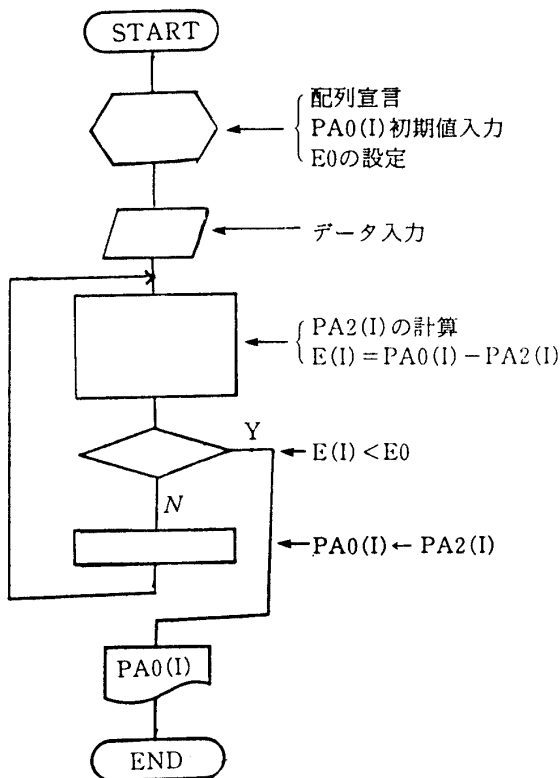 START
配列宣言
PA0(I)初期値入力
E0の設定
データ入力
PA2(I)の計算
E(I)=PA0(I)-PA2(I)
Y
E(I)<E0
N
PA0(I)←PA2(I)
PA0(I)
END